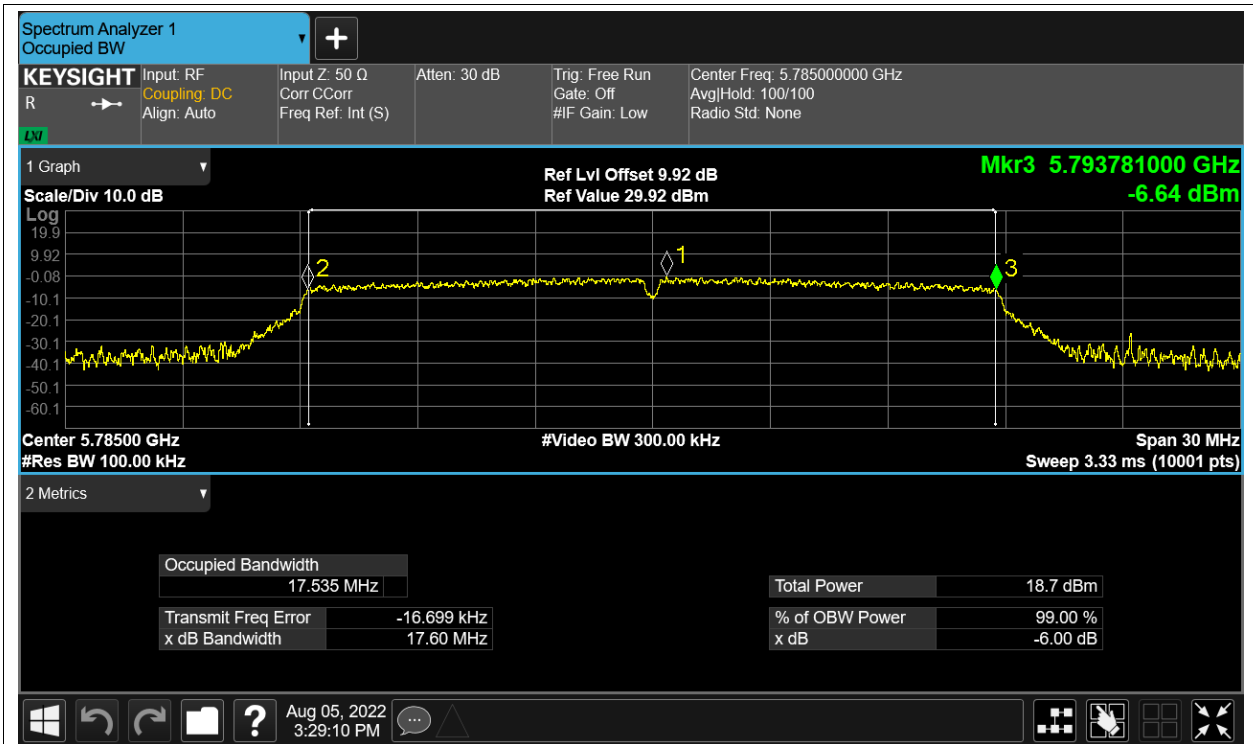 Spectrum Analyzer 1
Occupied BW
KEYSIGHT
R
LXI
Input: RF
Coupling: DC
Align: Auto
Input Z: 50 Ω
Corr CCorr
Freq Ref: Int (S)
Atten: 30 dB
Trig: Free Run
Gate: Off
#IF Gain: Low
Center Freq: 5.785000000 GHz
Avg|Hold: 100/100
Radio Std: None
1 Graph
Scale/Div 10.0 dB
Ref Lvl Offset 9.92 dB
Ref Value 29.92 dBm
Mkr3 5.793781000 GHz
-6.64 dBm
Log
19.9
9.92
-0.08
-10.1
-20.1
-30.1
-40.1
-50.1
-60.1
2
1
3
Center 5.78500 GHz
#Video BW 300.00 kHz
Span 30 MHz
#Res BW 100.00 kHz
Sweep 3.33 ms (10001 pts)
2 Metrics
Occupied Bandwidth
17.535 MHz
Transmit Freq Error -16.699 kHz
x dB Bandwidth 17.60 MHz
Total Power 18.7 dBm
% of OBW Power 99.00 %
x dB -6.00 dB
?
Aug 05, 2022
3:29:10 PM